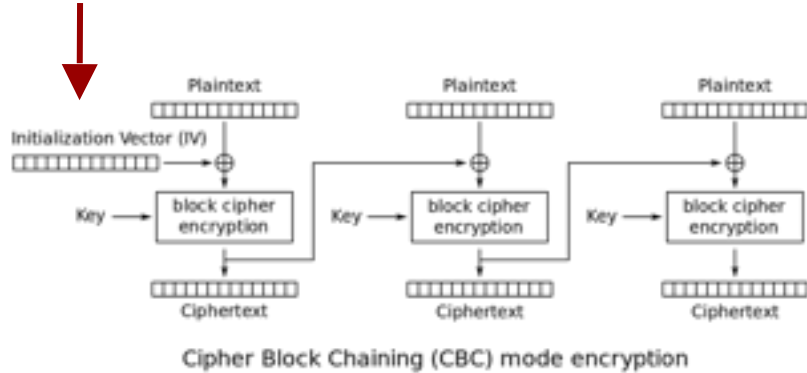 Plaintext Plaintext Plaintext
Initialization Vector (IV)
Key block cipher encryption Key block cipher encryption Key block cipher encryption
Ciphertext Ciphertext Ciphertext
Cipher Block Chaining (CBC) mode encryption